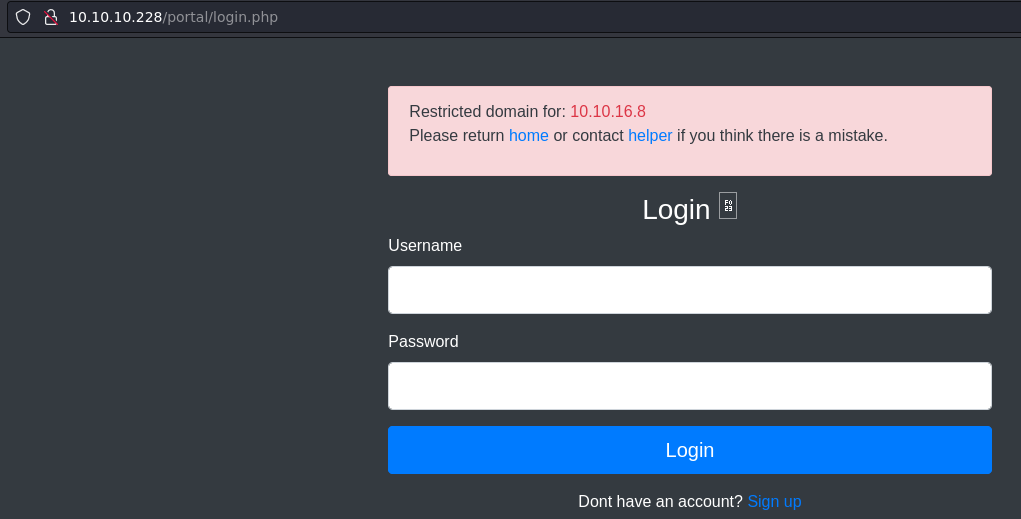 10.10.10.228/portal/login.php
Restricted domain for: 10.10.16.8
Please return home or contact helper if you think there is a mistake.
Login
Username
Password
Login
Dont have an account? Sign up